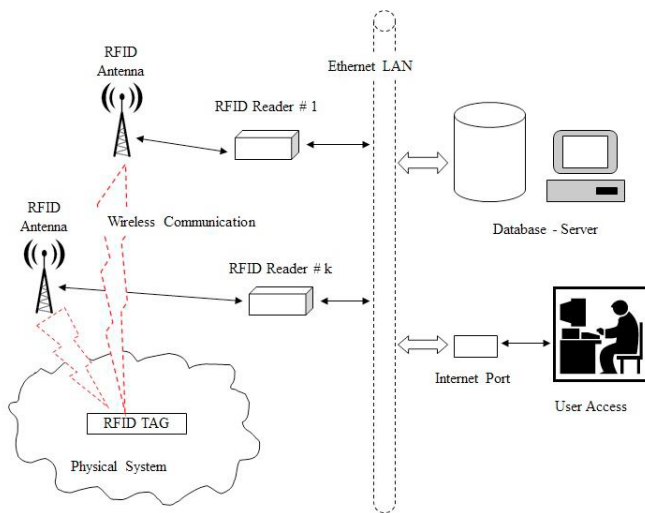 RFID
Antenna
Ethernet LAN
RFID Reader # 1
Wireless Communication
RFID
Antenna
Database - Server
RFID Reader # k
Internet Port
User Access
RFID TAG
Physical System